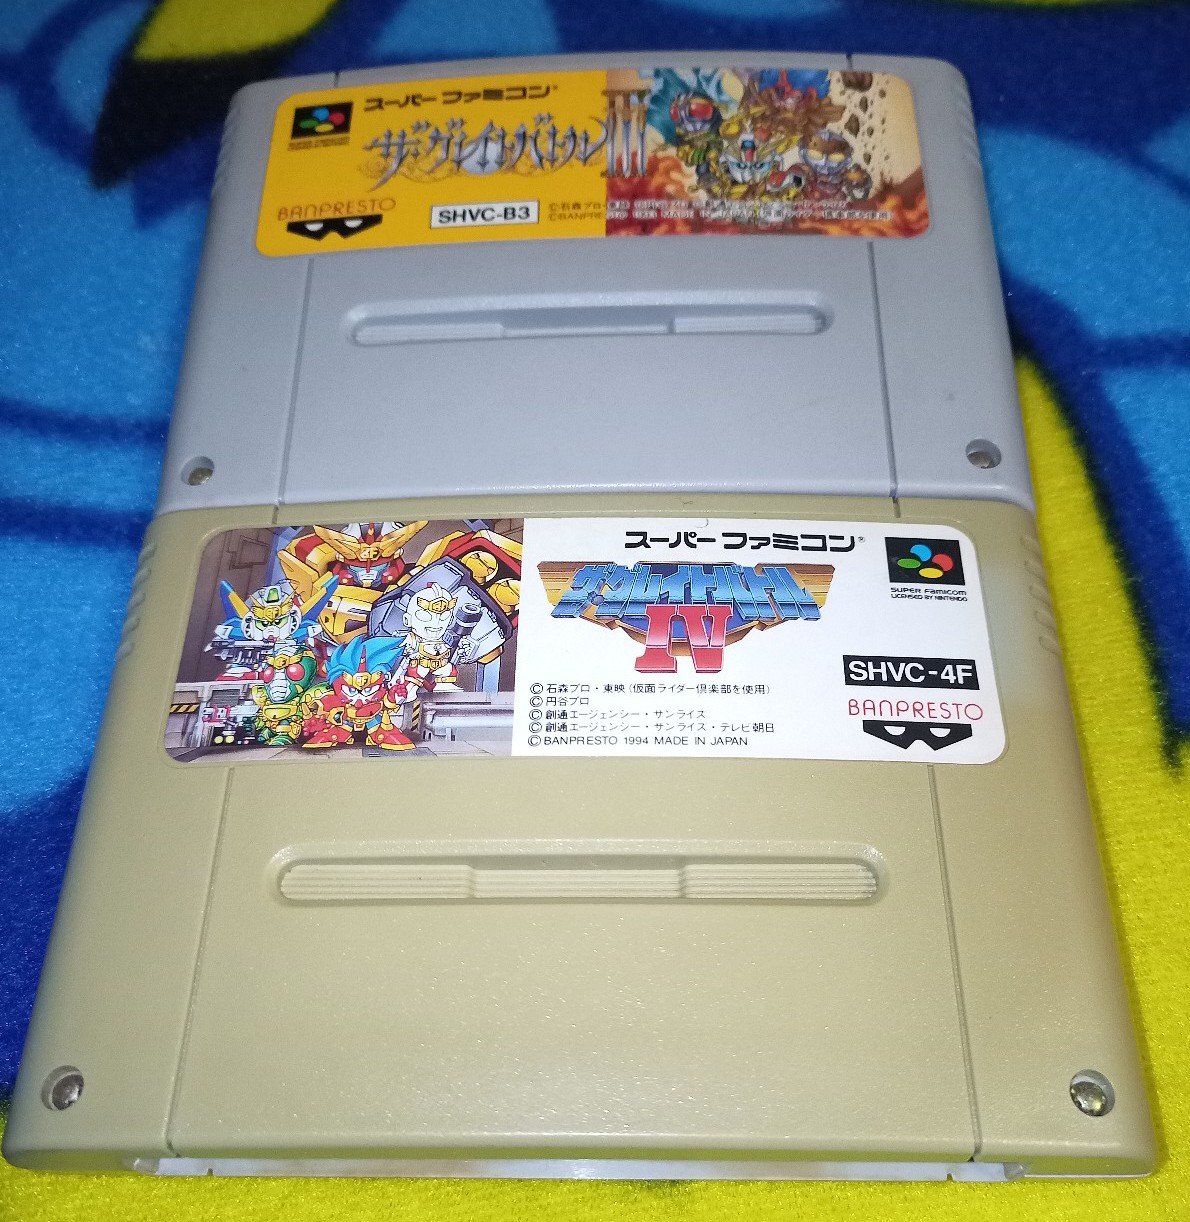 スーパーファミコン
ザ・グレイトバトルIII
BANPRESTO
SHVC-B3
スーパーファミコン®
ザ・グレイトバトル
IV
SUPER FAMICOM
LICENSED BY NINTENDO
SHVC-4F
BANPRESTO
©石森プロ・東映（仮面ライダー倶楽部を使用）
©円谷プロ
©創通エージェンシー・サンライズ
©創通エージェンシー・サンライズ・テレビ朝日
©BANPRESTO 1994 MADE IN JAPAN